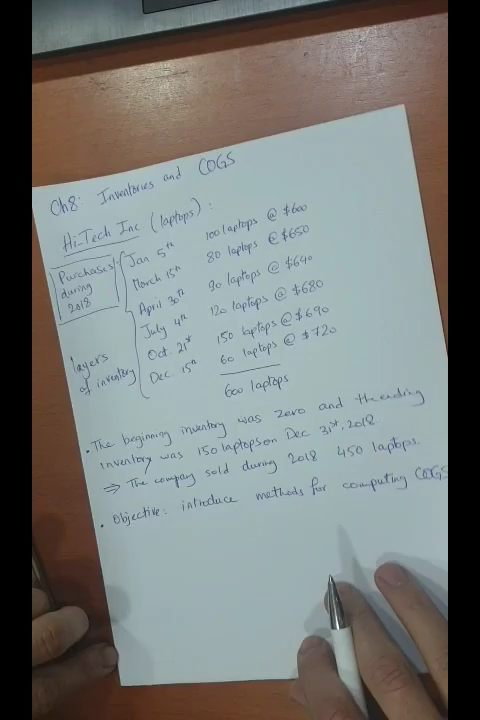 Ch8: Inventories and COGS
Hi-Tech Inc (laptops):
Purchases during 2018
Jan 5th 100 laptops @ $600
March 15th 80 laptops @ $650
April 30th 90 laptops @ $640
July 4th 120 laptops @ $680
Oct. 21st 150 laptops @ $690
Dec. 15th 60 laptops @ $720
layers of inventory
600 laptops
• The beginning inventory was zero and the ending
inventory was 150 laptops on Dec 31st, 2018.
⇒ The company sold during 2018 450 laptops.
• Objective: introduce methods for computing COGS